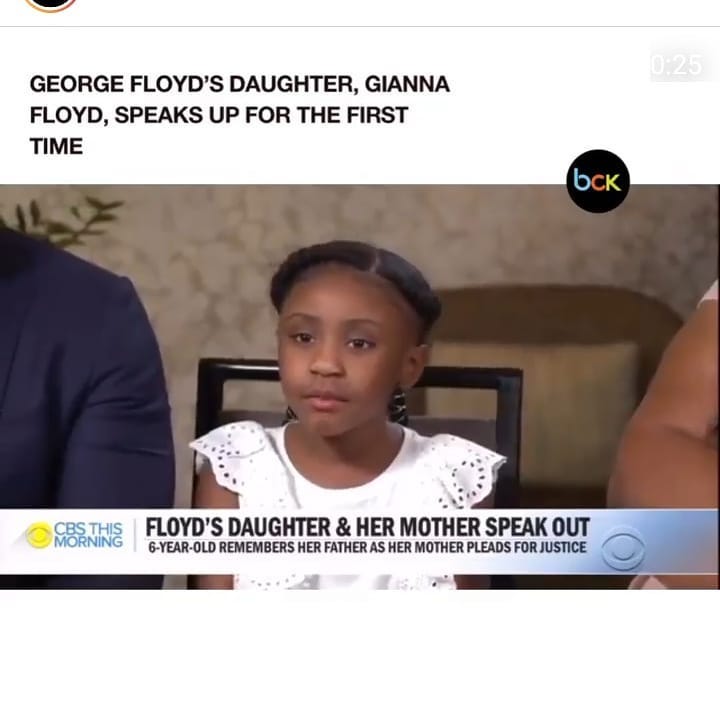 0:25
GEORGE FLOYD'S DAUGHTER, GIANNA
FLOYD, SPEAKS UP FOR THE FIRST
TIME
bck
CBS THIS
MORNING
FLOYD'S DAUGHTER & HER MOTHER SPEAK OUT
6-YEAR-OLD REMEMBERS HER FATHER AS HER MOTHER PLEADS FOR JUSTICE